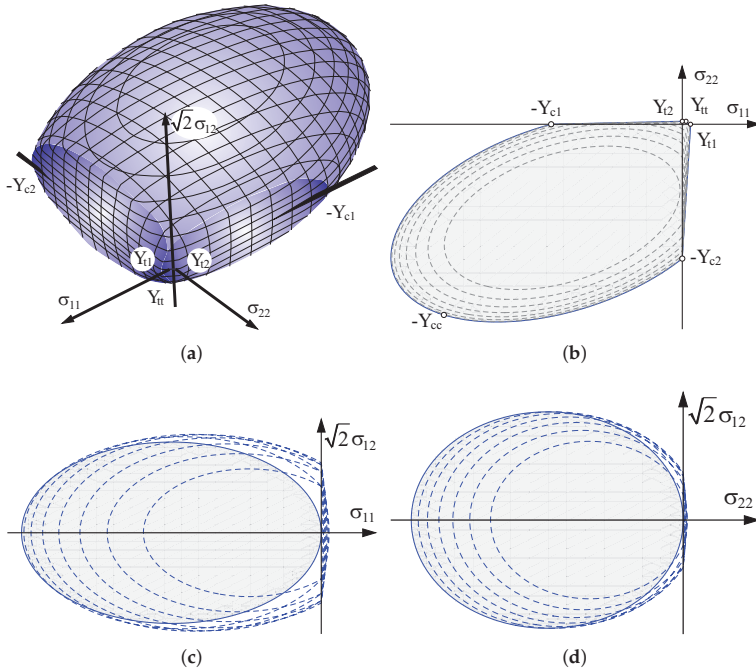 √2 σ12
-Yc2
-Yc1
Yt1
Yt2
Ytt
σ11
σ22
(a)
σ22
-Yc1
Yt2
Ytt
σ11
Yt1
-Yc2
-Ycc
(b)
√2 σ12
σ11
(c)
√2 σ12
σ22
(d)